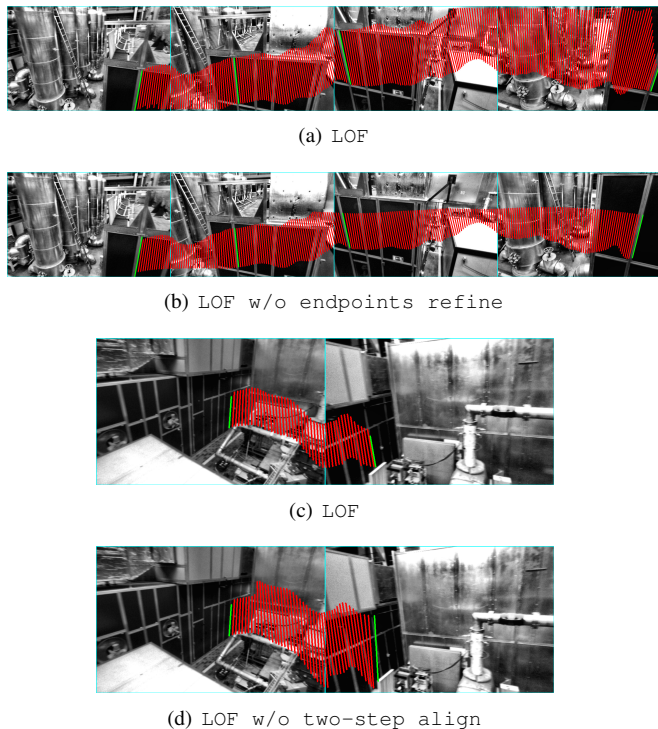 (a) LOF
(b) LOF w/o endpoints refine
(c) LOF
(d) LOF w/o two-step align